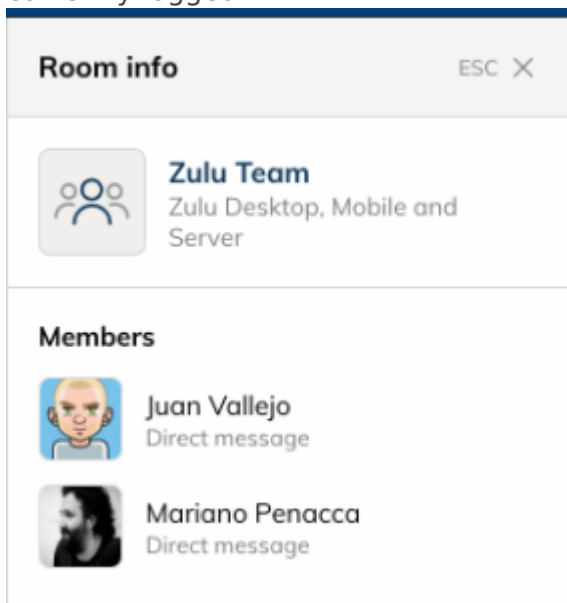 Room info ESC
Zulu Team
Zulu Desktop, Mobile and
Server
Members
Juan Vallejo
Direct message
Mariano Penacca
Direct message